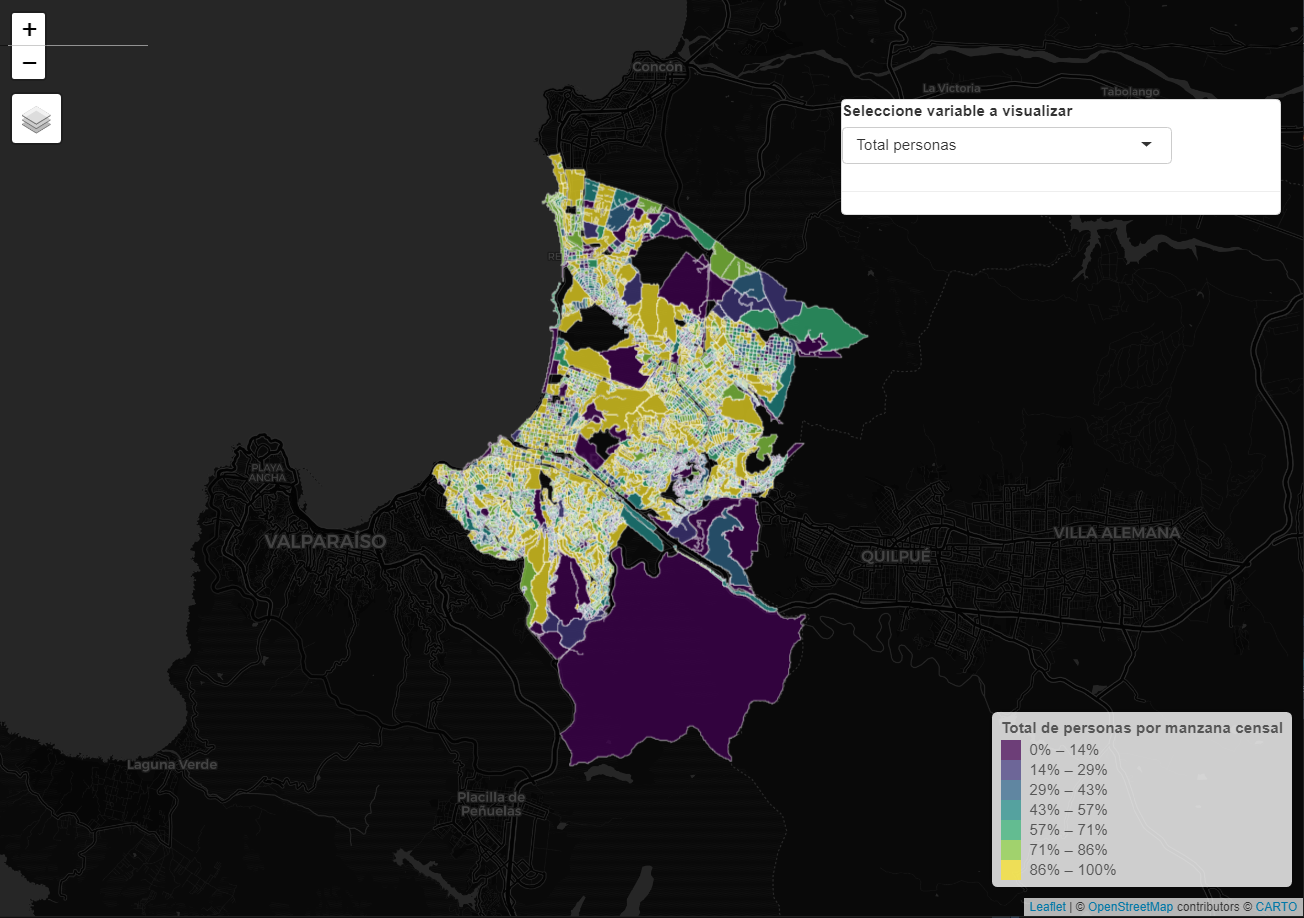 +
−
Concón
La Victoria
Tabolango
Seleccione variable a visualizar
Total personas
PLAYA
ANCHA
VALPARAÍSO
QUILPUÉ
VILLA ALEMANA
Laguna Verde
Placilla de
Peñuelas
Total de personas por manzana censal
0% – 14%
14% – 29%
29% – 43%
43% – 57%
57% – 71%
71% – 86%
86% – 100%
Leaflet | © OpenStreetMap contributors © CARTO